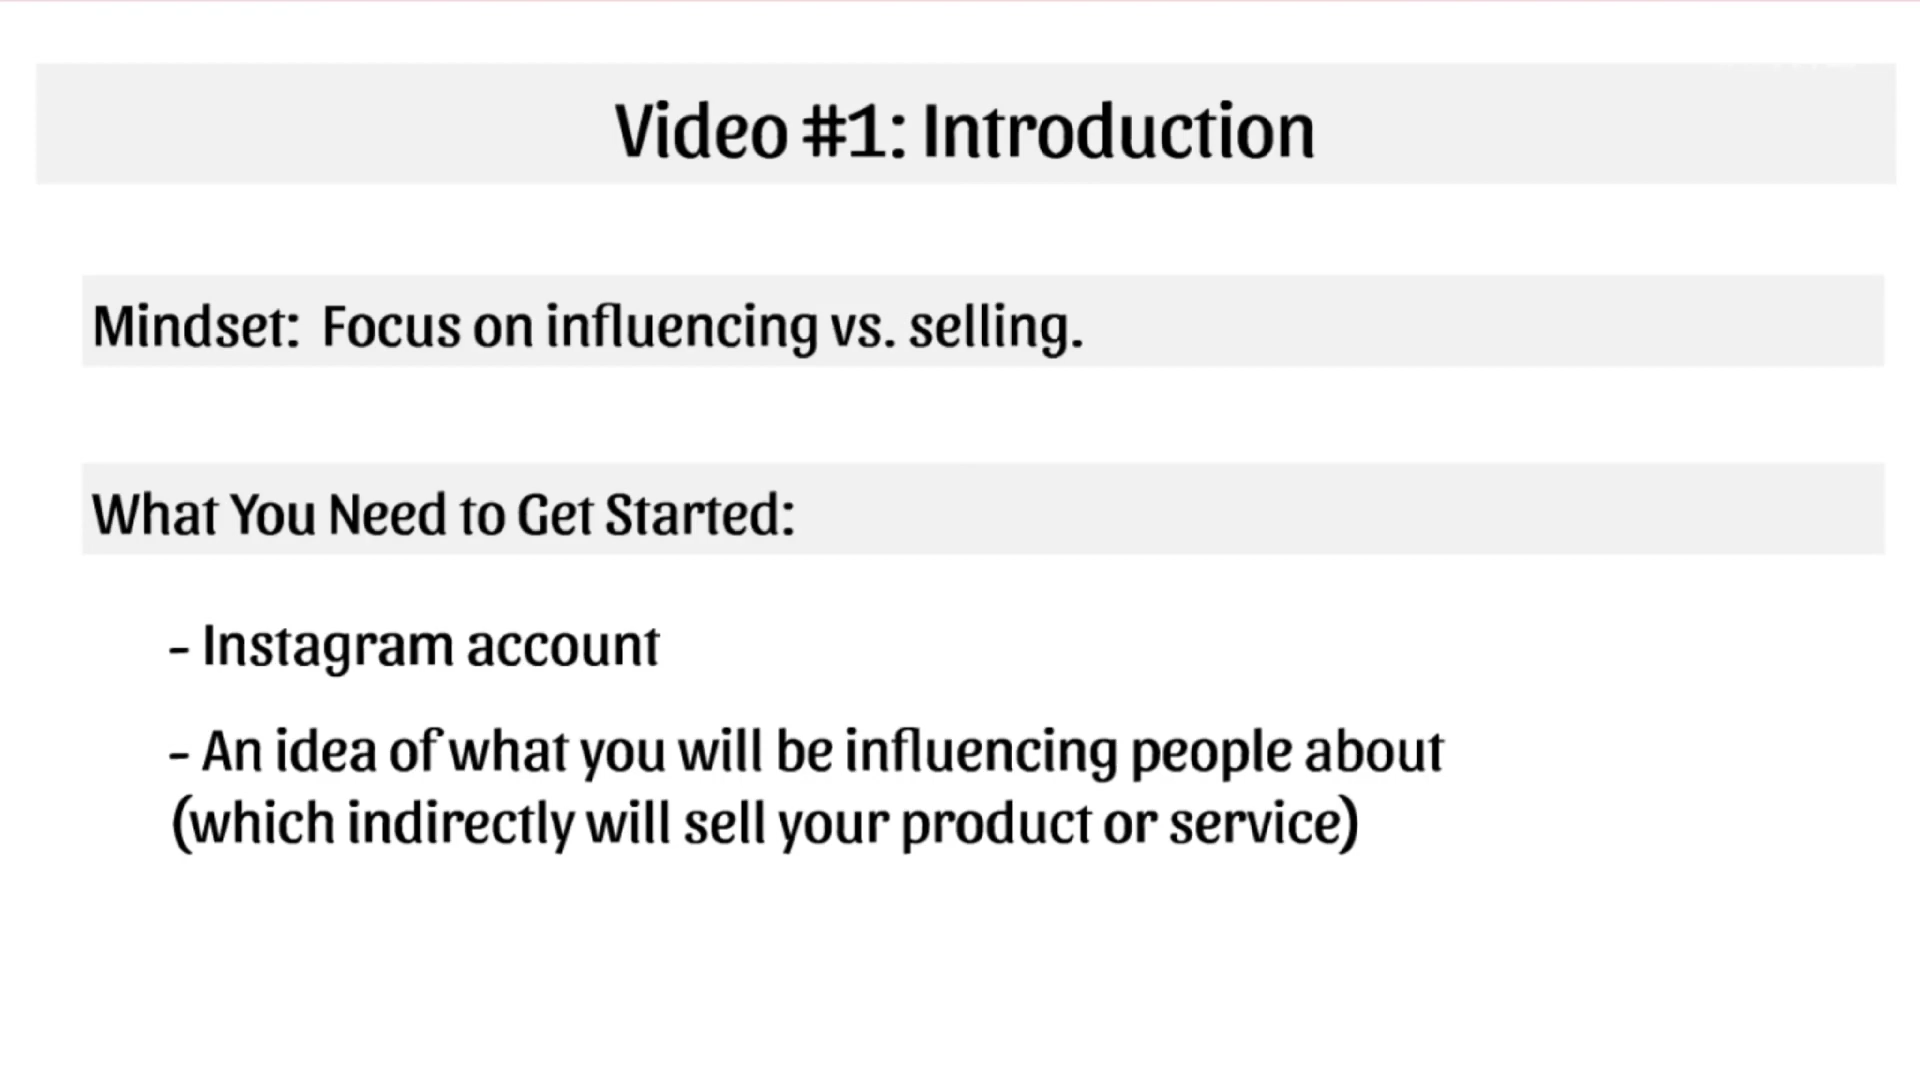 Video #1: Introduction
Mindset: Focus on influencing vs. selling.
What You Need to Get Started:
- Instagram account
- An idea of what you will be influencing people about
(which indirectly will sell your product or service)